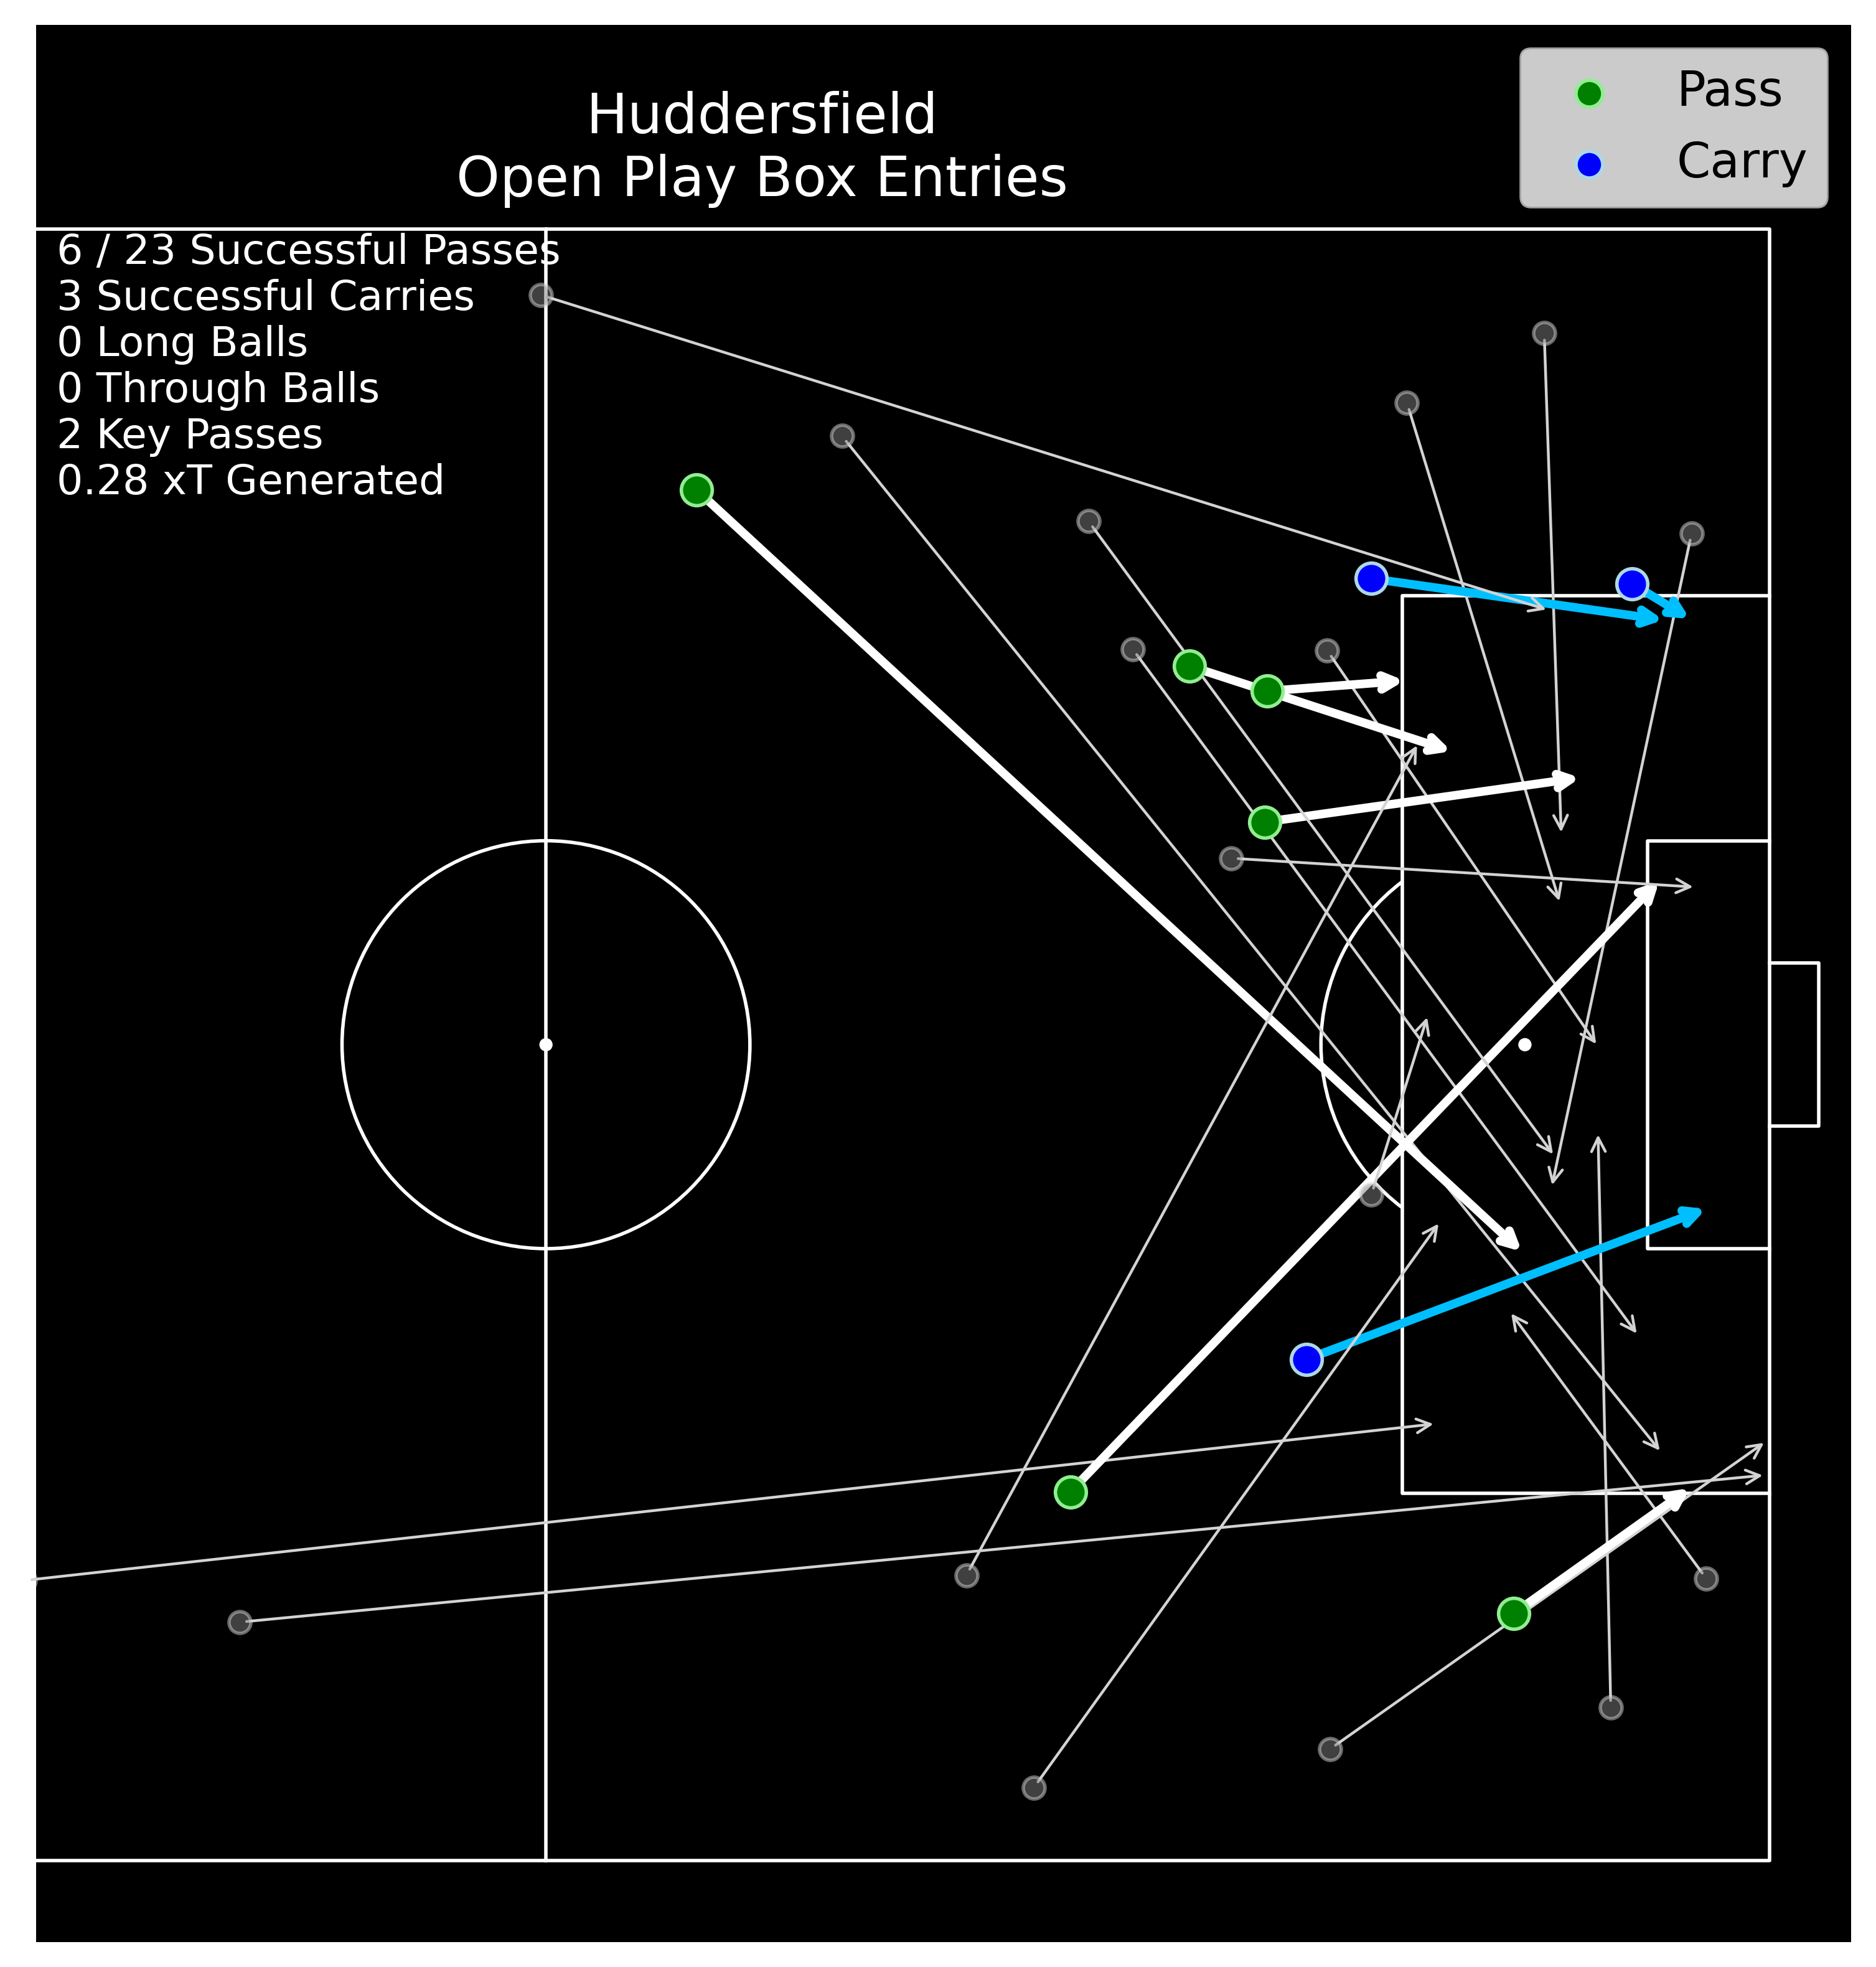 Huddersfield
Open Play Box Entries
Pass
Carry
6 / 23 Successful Passes
3 Successful Carries
0 Long Balls
0 Through Balls
2 Key Passes
0.28 xT Generated